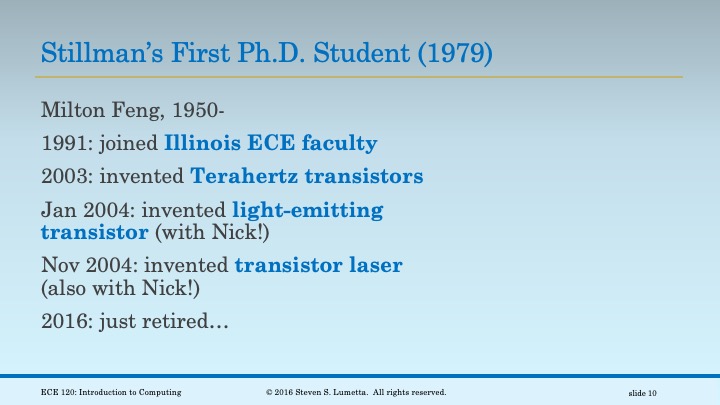 Stillman’s First Ph.D. Student (1979)
Milton Feng, 1950-
1991: joined Illinois ECE faculty
2003: invented Terahertz transistors
Jan 2004: invented light-emitting
transistor (with Nick!)
Nov 2004: invented transistor laser
(also with Nick!)
2016: just retired…
ECE 120: Introduction to Computing © 2016 Steven S. Lumetta. All rights reserved. slide 10